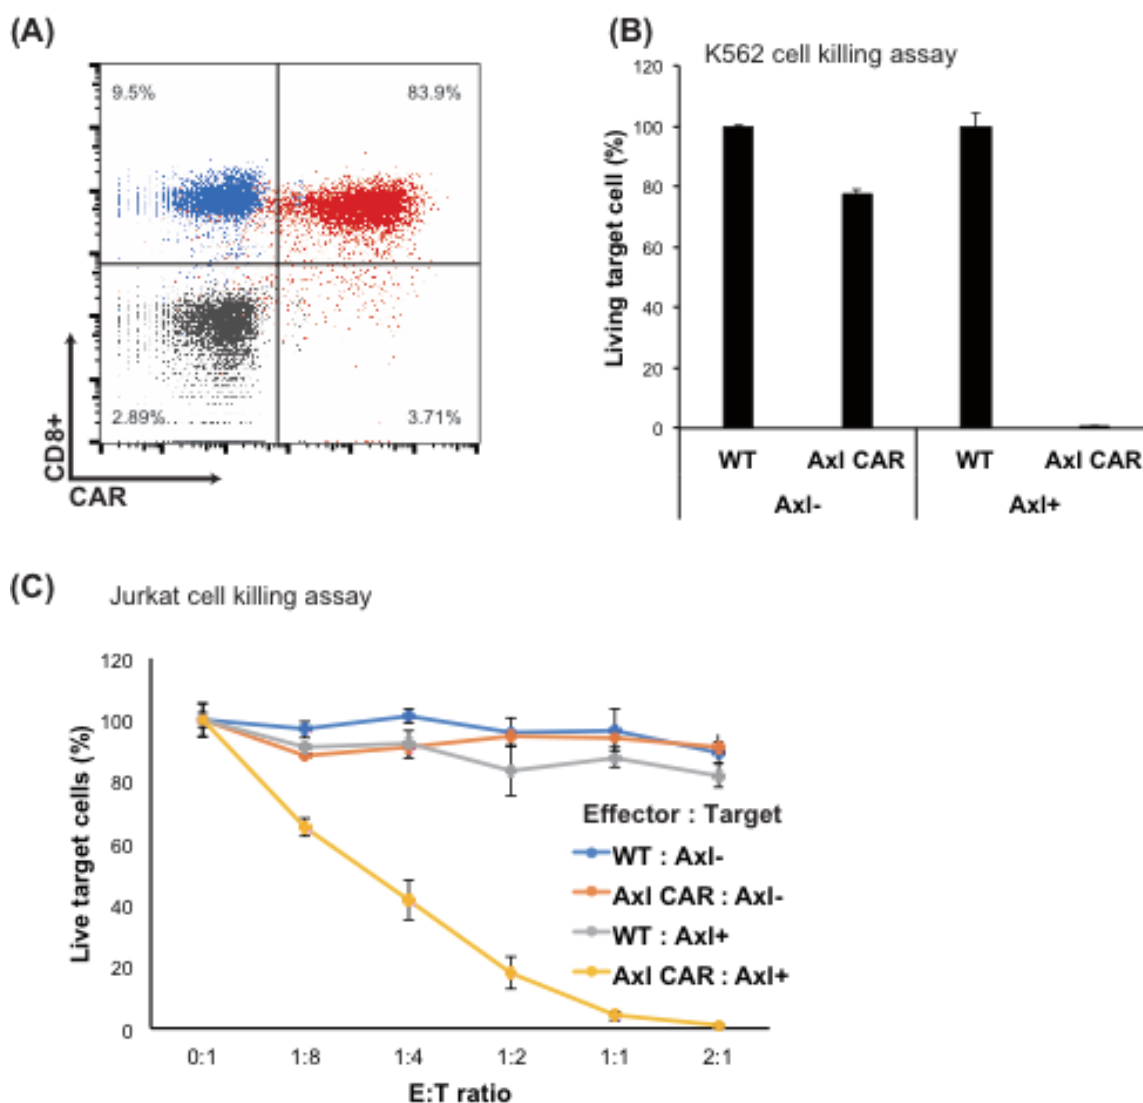 (A)
9.5%
83.9%
2.89%
3.71%
CD8+
CAR
(B)
K562 cell killing assay
Living target cell (%)
120
100
80
60
40
20
0
WT
Axl CAR
WT
Axl CAR
Axl-
Axl+
(C)
Jurkat cell killing assay
Live target cells (%)
120
100
80
60
40
20
0
Effector : Target
WT : Axl-
Axl CAR : Axl-
WT : Axl+
Axl CAR : Axl+
0:1
1:8
1:4
1:2
1:1
2:1
E:T ratio